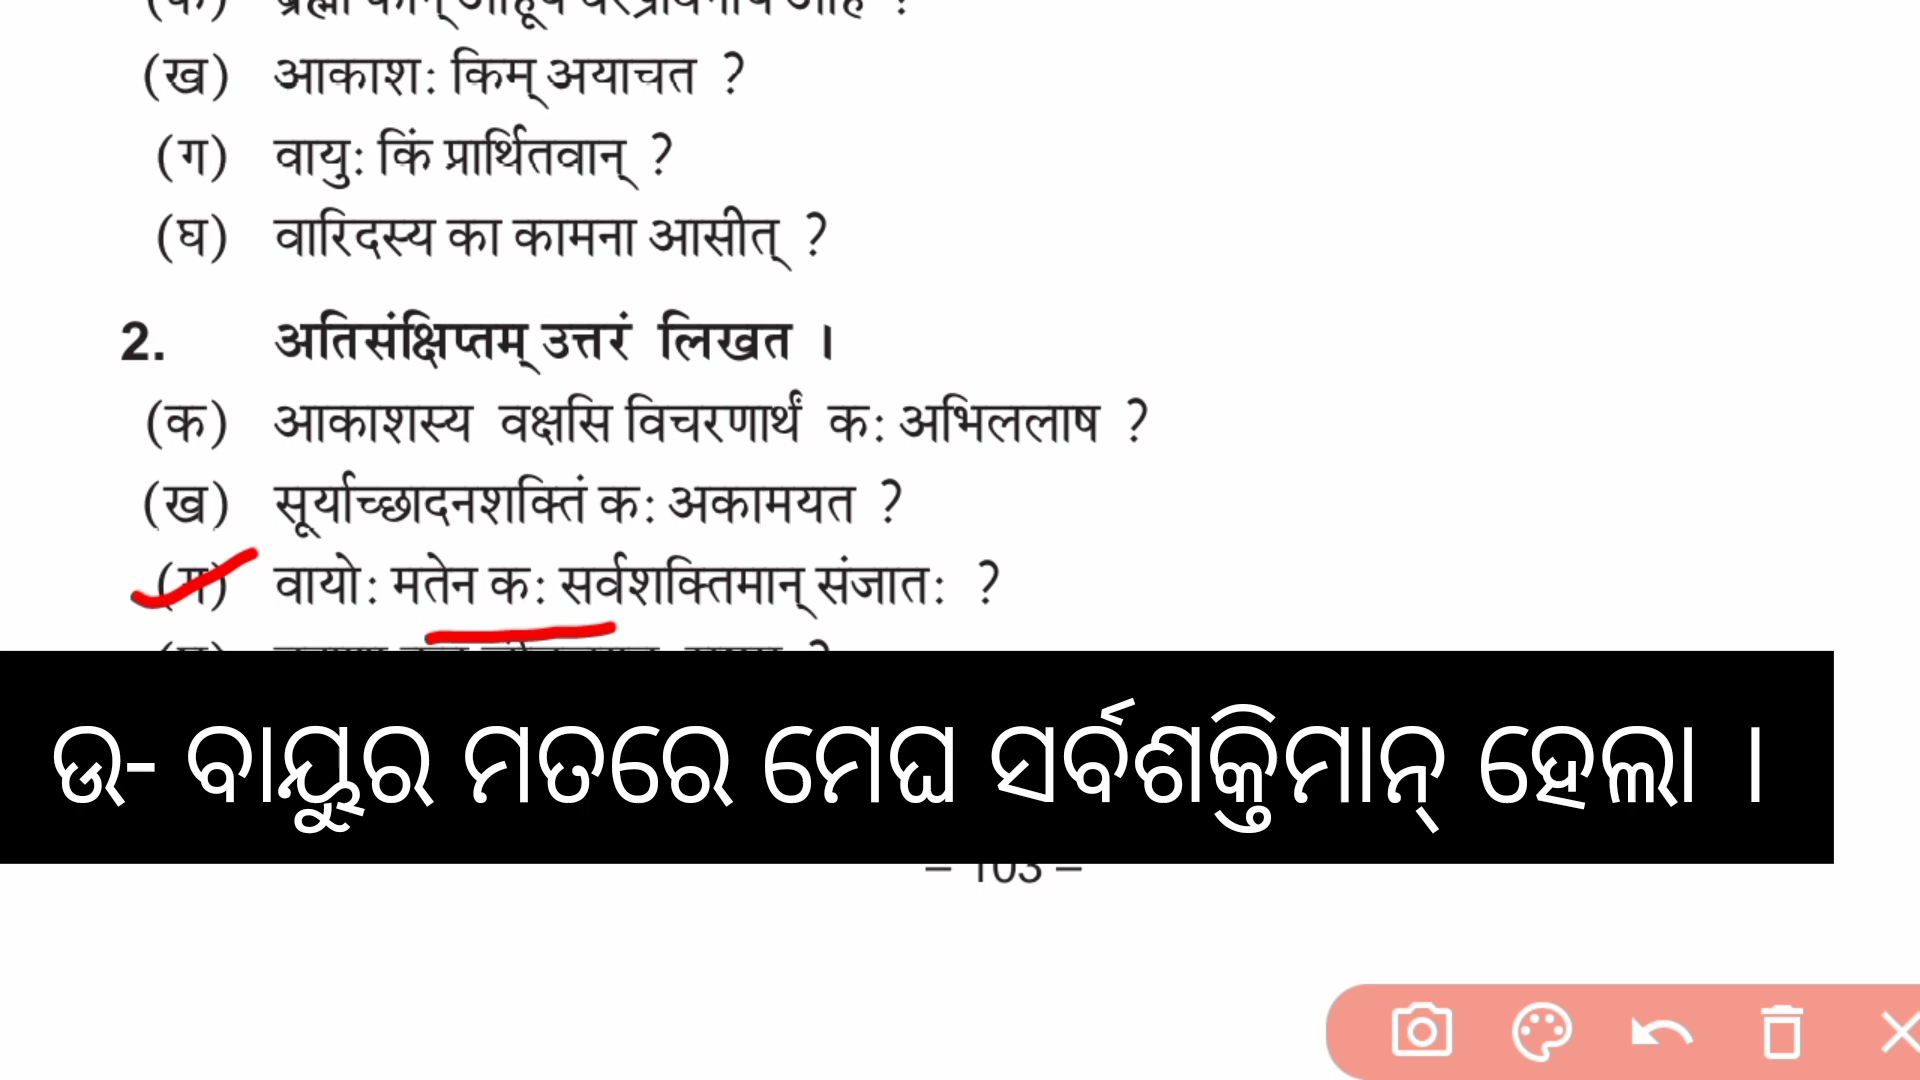 (ख) आकाशः किम् अयाचत ?
(ग) वायुः किं प्रार्थितवान् ?
(घ) वारिदस्य का कामना आसीत् ?
2. अतिसंक्षिप्तम् उत्तरं लिखत ।
(क) आकाशस्य वक्षसि विचरणार्थं कः अभिललाष ?
(ख) सूर्याच्छादनशक्तिं कः अकामयत ?
(ग) वायोः मतेन कः सर्वशक्तिमान् संजातः ?
ଉ- ବାୟୁର ମତରେ ମେଘ ସର୍ବଶକ୍ତିମାନ୍ ହେଲା ।
– 103 –